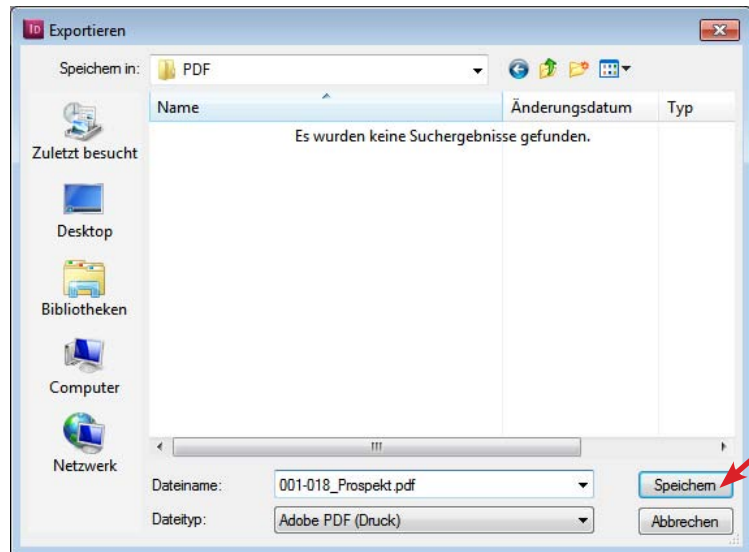 ID Exportieren
Speichern in: PDF
Name Änderungsdatum Typ
Es wurden keine Suchergebnisse gefunden.
Zuletzt besucht
Desktop
Bibliotheken
Computer
Netzwerk
Dateiname: 001-018_Prospekt.pdf Speichern
Dateityp: Adobe PDF (Druck) Abbrechen